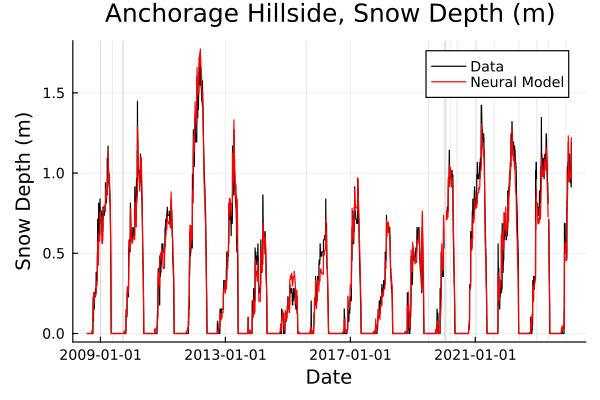 Anchorage Hillside, Snow Depth (m)
Data
Neural Model
Snow Depth (m)
1.5
1.0
0.5
0.0
2009-01-01
2013-01-01
2017-01-01
2021-01-01
Date